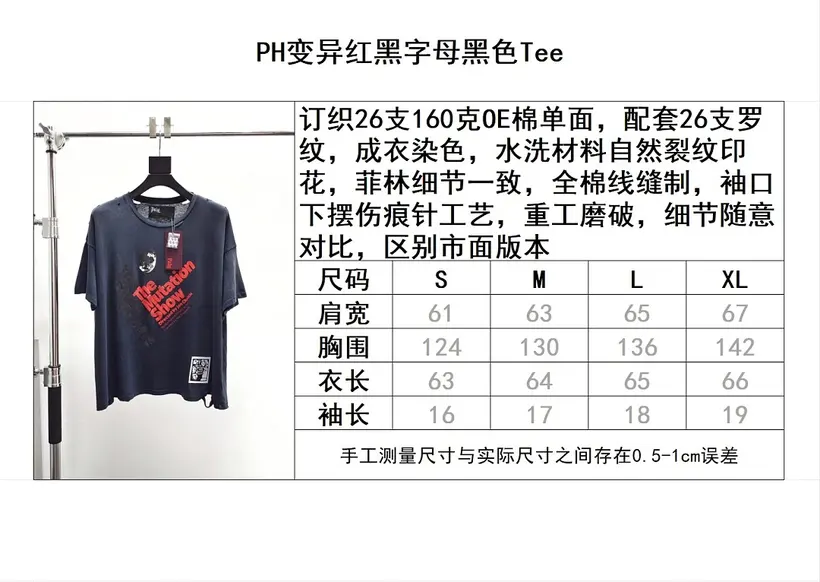 PH变异红黑字母黑色Tee
订织26支160克OE棉单面，配套26支罗
纹，成衣染色，水洗材料自然裂纹印
花，菲林细节一致，全棉线缝制，袖口
下摆伤痕针工艺，重工磨破，细节随意
对比，区别市面版本
尺码 S M L XL
肩宽 61 63 65 67
胸围 124 130 136 142
衣长 63 64 65 66
袖长 16 17 18 19
手工测量尺寸与实际尺寸之间存在0.5-1cm误差
The
Mutation
Show